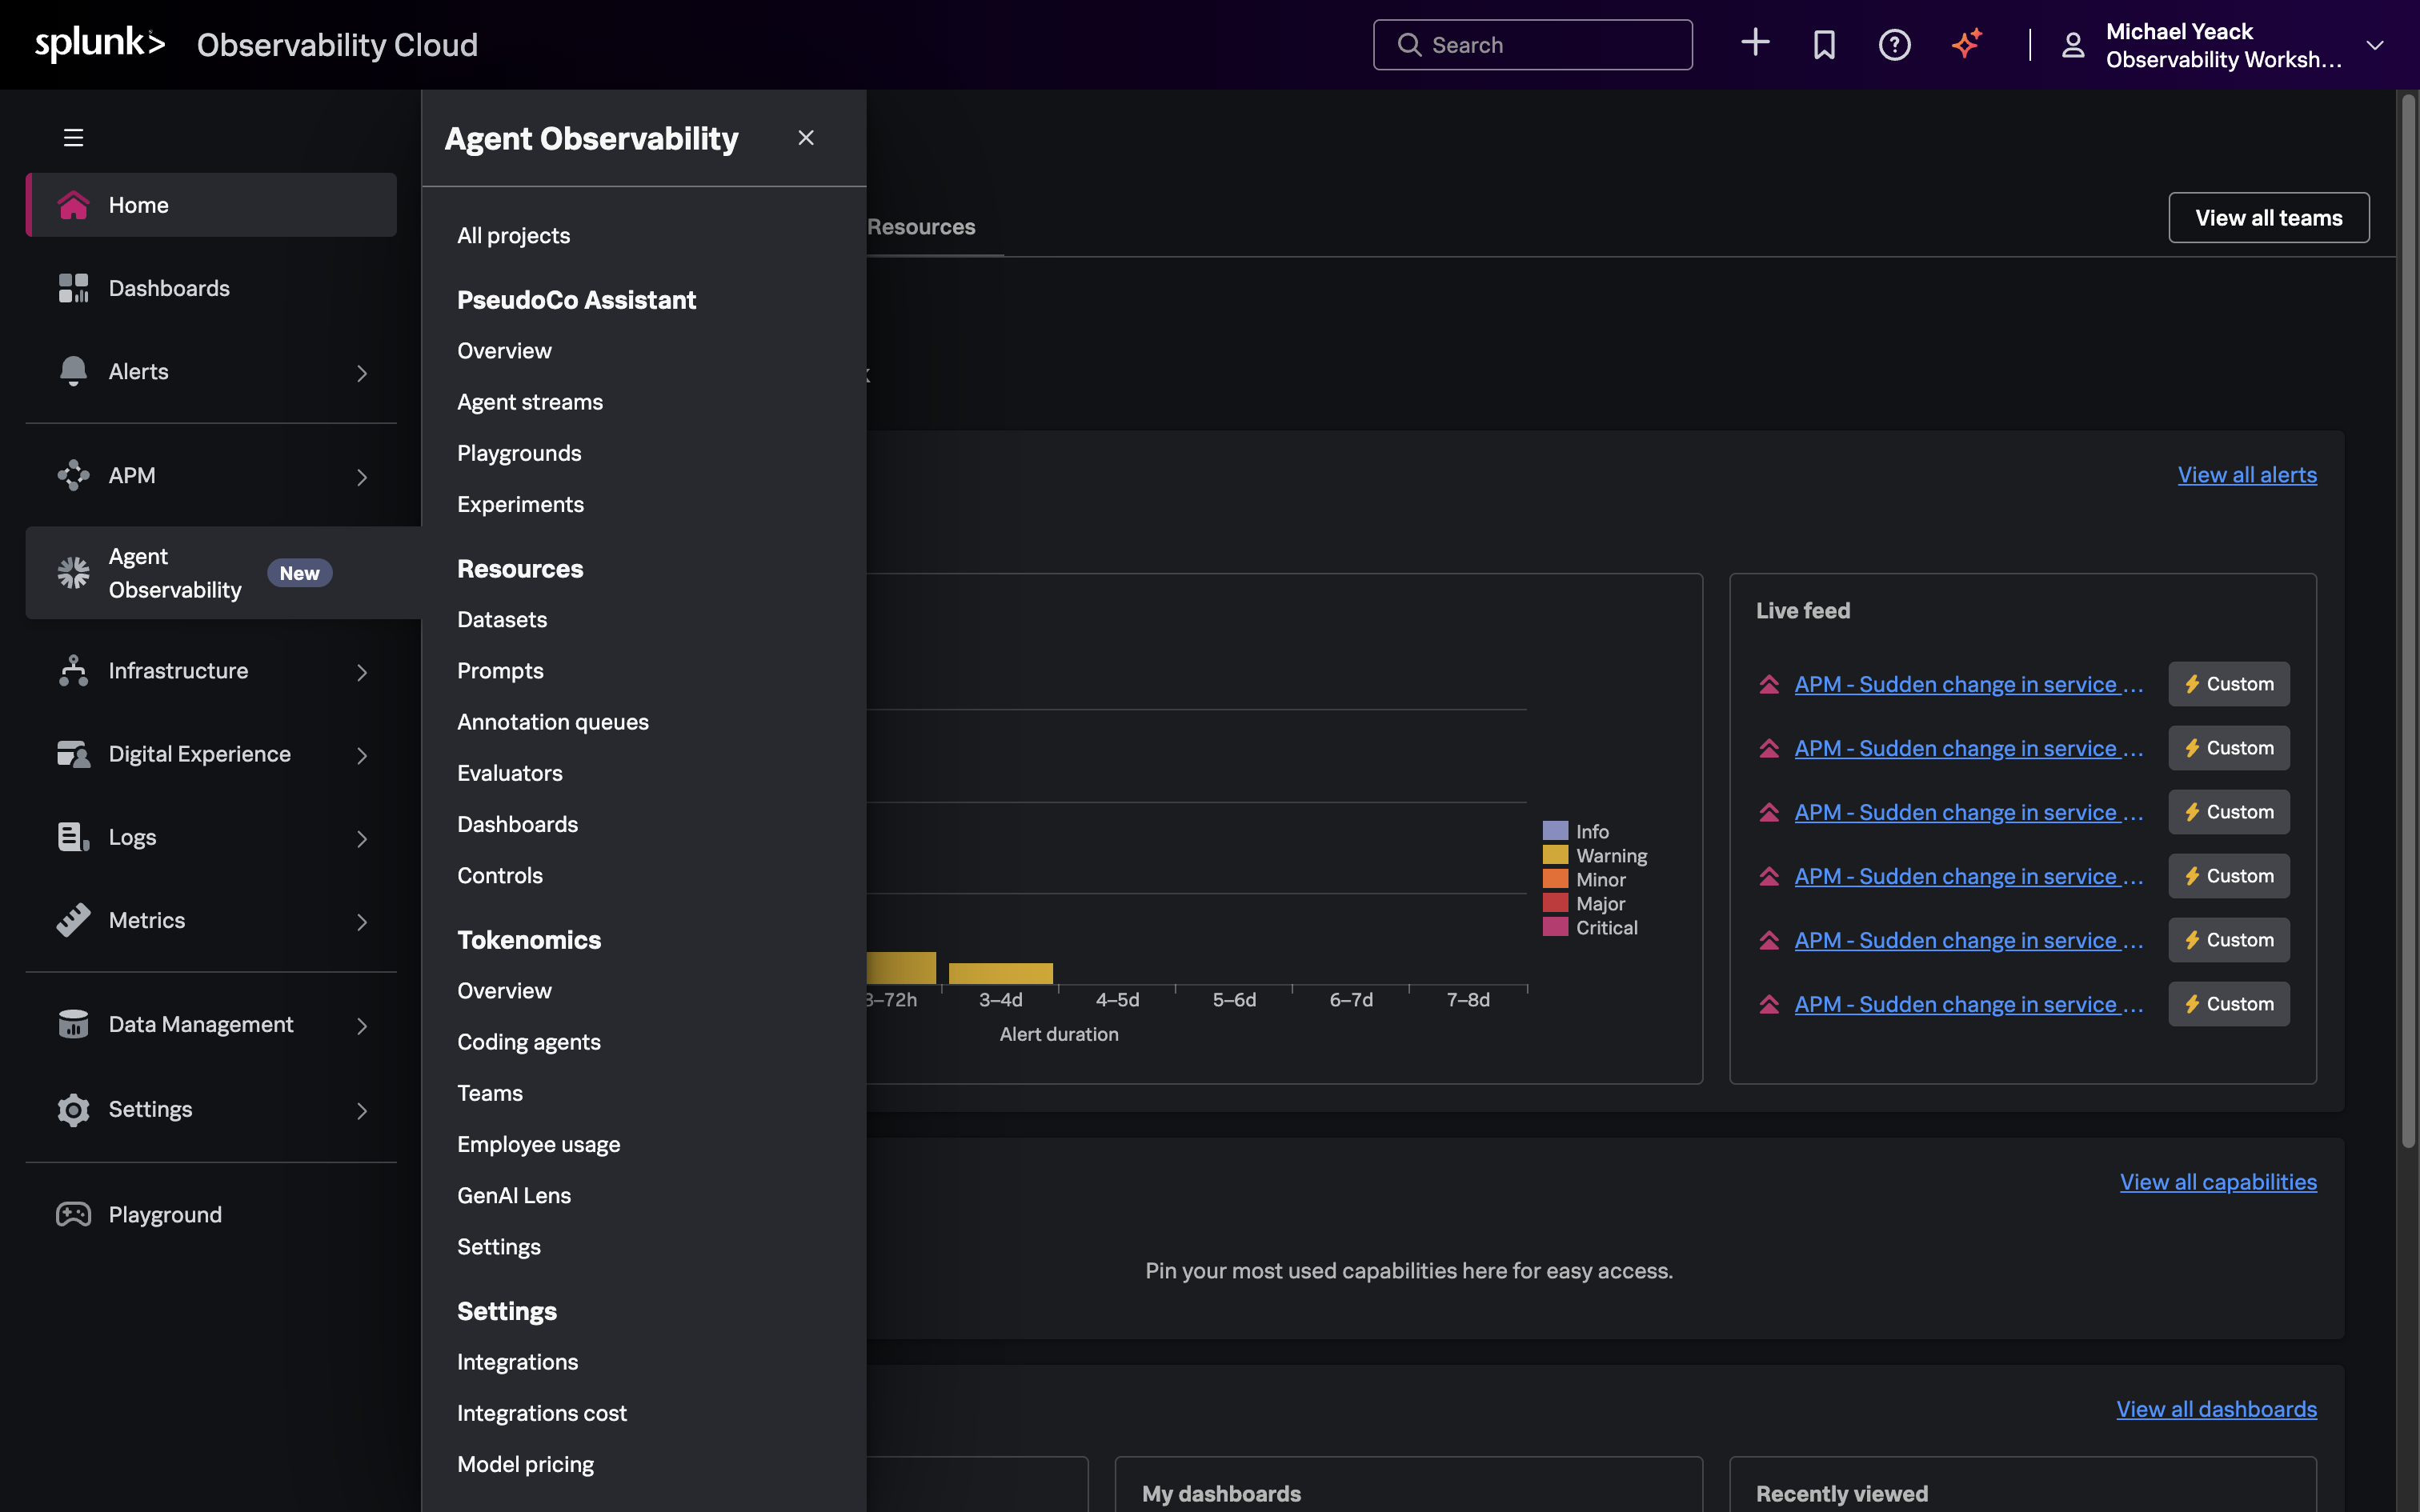 splunk> Observability Cloud
Search
Michael Yeack
Observability Worksh...
Home
Dashboards
Alerts
APM
Agent
Observability
New
Infrastructure
Digital Experience
Logs
Metrics
Data Management
Settings
Playground
Agent Observability
All projects
PseudoCo Assistant
Overview
Agent streams
Playgrounds
Experiments
Resources
Datasets
Prompts
Annotation queues
Evaluators
Dashboards
Controls
Tokenomics
Overview
Coding agents
Teams
Employee usage
GenAI Lens
Settings
Settings
Integrations
Integrations cost
Model pricing
Resources
View all teams
View all alerts
Info
Warning
Minor
Major
Critical
3–4d
4–5d
5–6d
6–7d
7–8d
Alert duration
Live feed
APM - Sudden change in service ... Custom
APM - Sudden change in service ... Custom
APM - Sudden change in service ... Custom
APM - Sudden change in service ... Custom
APM - Sudden change in service ... Custom
APM - Sudden change in service ... Custom
View all capabilities
Pin your most used capabilities here for easy access.
View all dashboards
My dashboards
Recently viewed